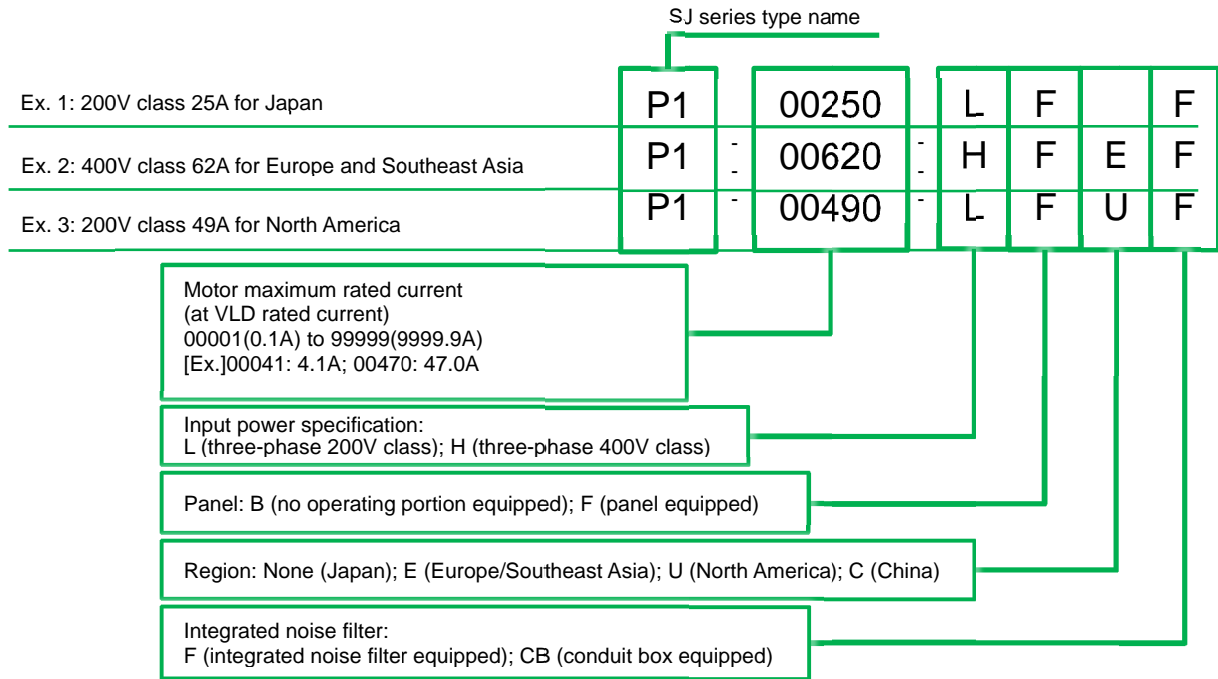 SJ series type name
Ex. 1: 200V class 25A for Japan P1 00250 L F F
Ex. 2: 400V class 62A for Europe and Southeast Asia P1 - 00620 - H F E F
Ex. 3: 200V class 49A for North America P1 - 00490 - L F U F
Motor maximum rated current
(at VLD rated current)
00001(0.1A) to 99999(9999.9A)
[Ex.]00041: 4.1A; 00470: 47.0A
Input power specification:
L (three-phase 200V class); H (three-phase 400V class)
Panel: B (no operating portion equipped); F (panel equipped)
Region: None (Japan); E (Europe/Southeast Asia); U (North America); C (China)
Integrated noise filter:
F (integrated noise filter equipped); CB (conduit box equipped)